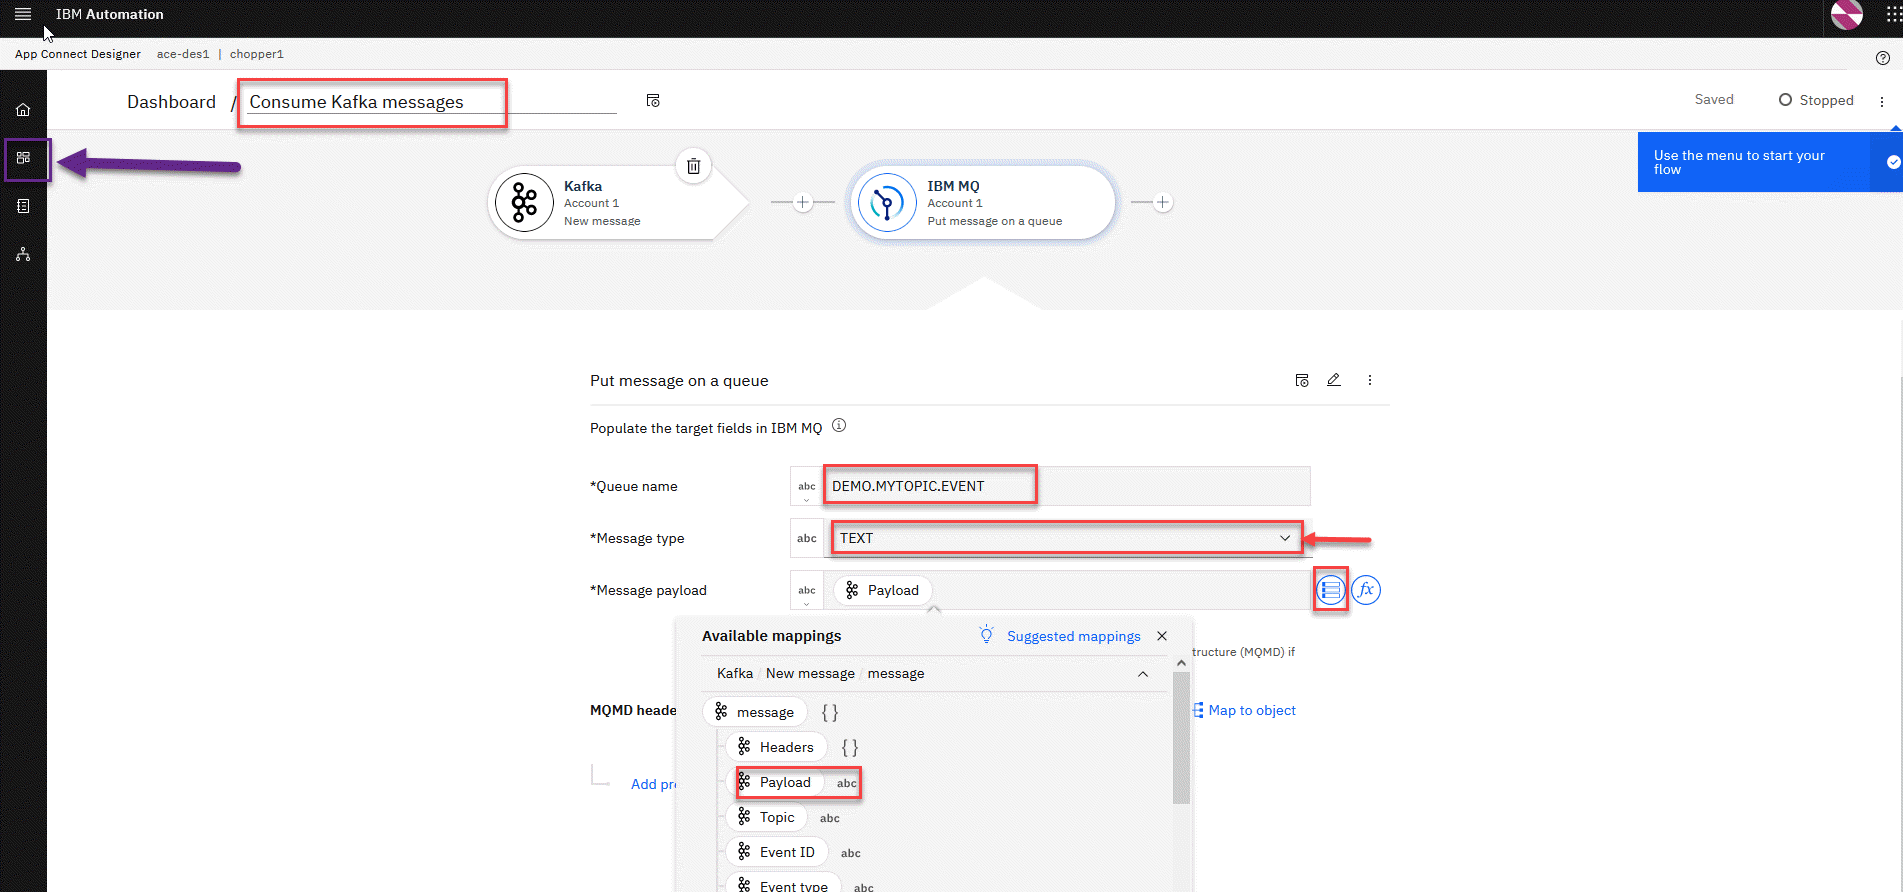 IBM Automation
App Connect Designer ace-des1 | chopper1
Dashboard / Consume Kafka messages
Saved
Stopped
Use the menu to start your
flow
Kafka
Account 1
New message
IBM MQ
Account 1
Put message on a queue
Put message on a queue
Populate the target fields in IBM MQ
*Queue name
abc
DEMO.MYTOPIC.EVENT
*Message type
abc
TEXT
*Message payload
abc
Payload
fx
Available mappings
Suggested mappings
tructure (MQMD) if
Kafka / New message / message
MQMD heade
message { }
Map to object
Headers { }
Add pr
Payload abc
Topic abc
Event ID abc
Event type abc